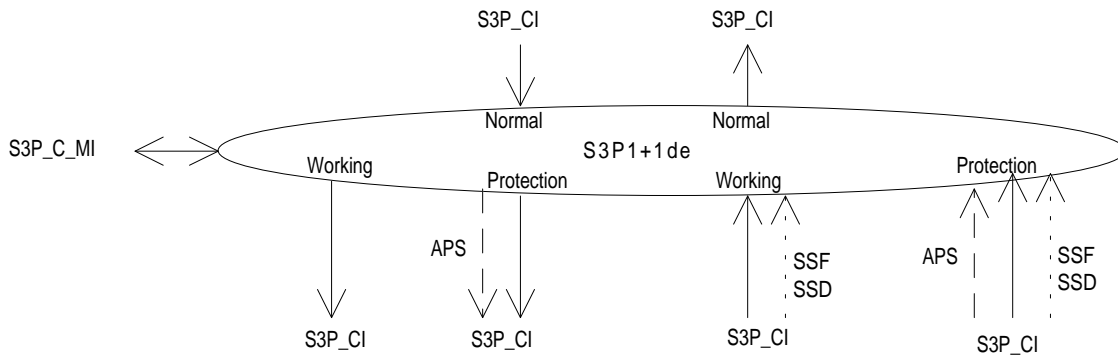 S3P_CI S3P_CI
Normal Normal
S3P_C_MI S3P1+1de
Working Protection Working Protection
APS SSF APS SSF
SSD SSD
S3P_CI S3P_CI S3P_CI S3P_CI